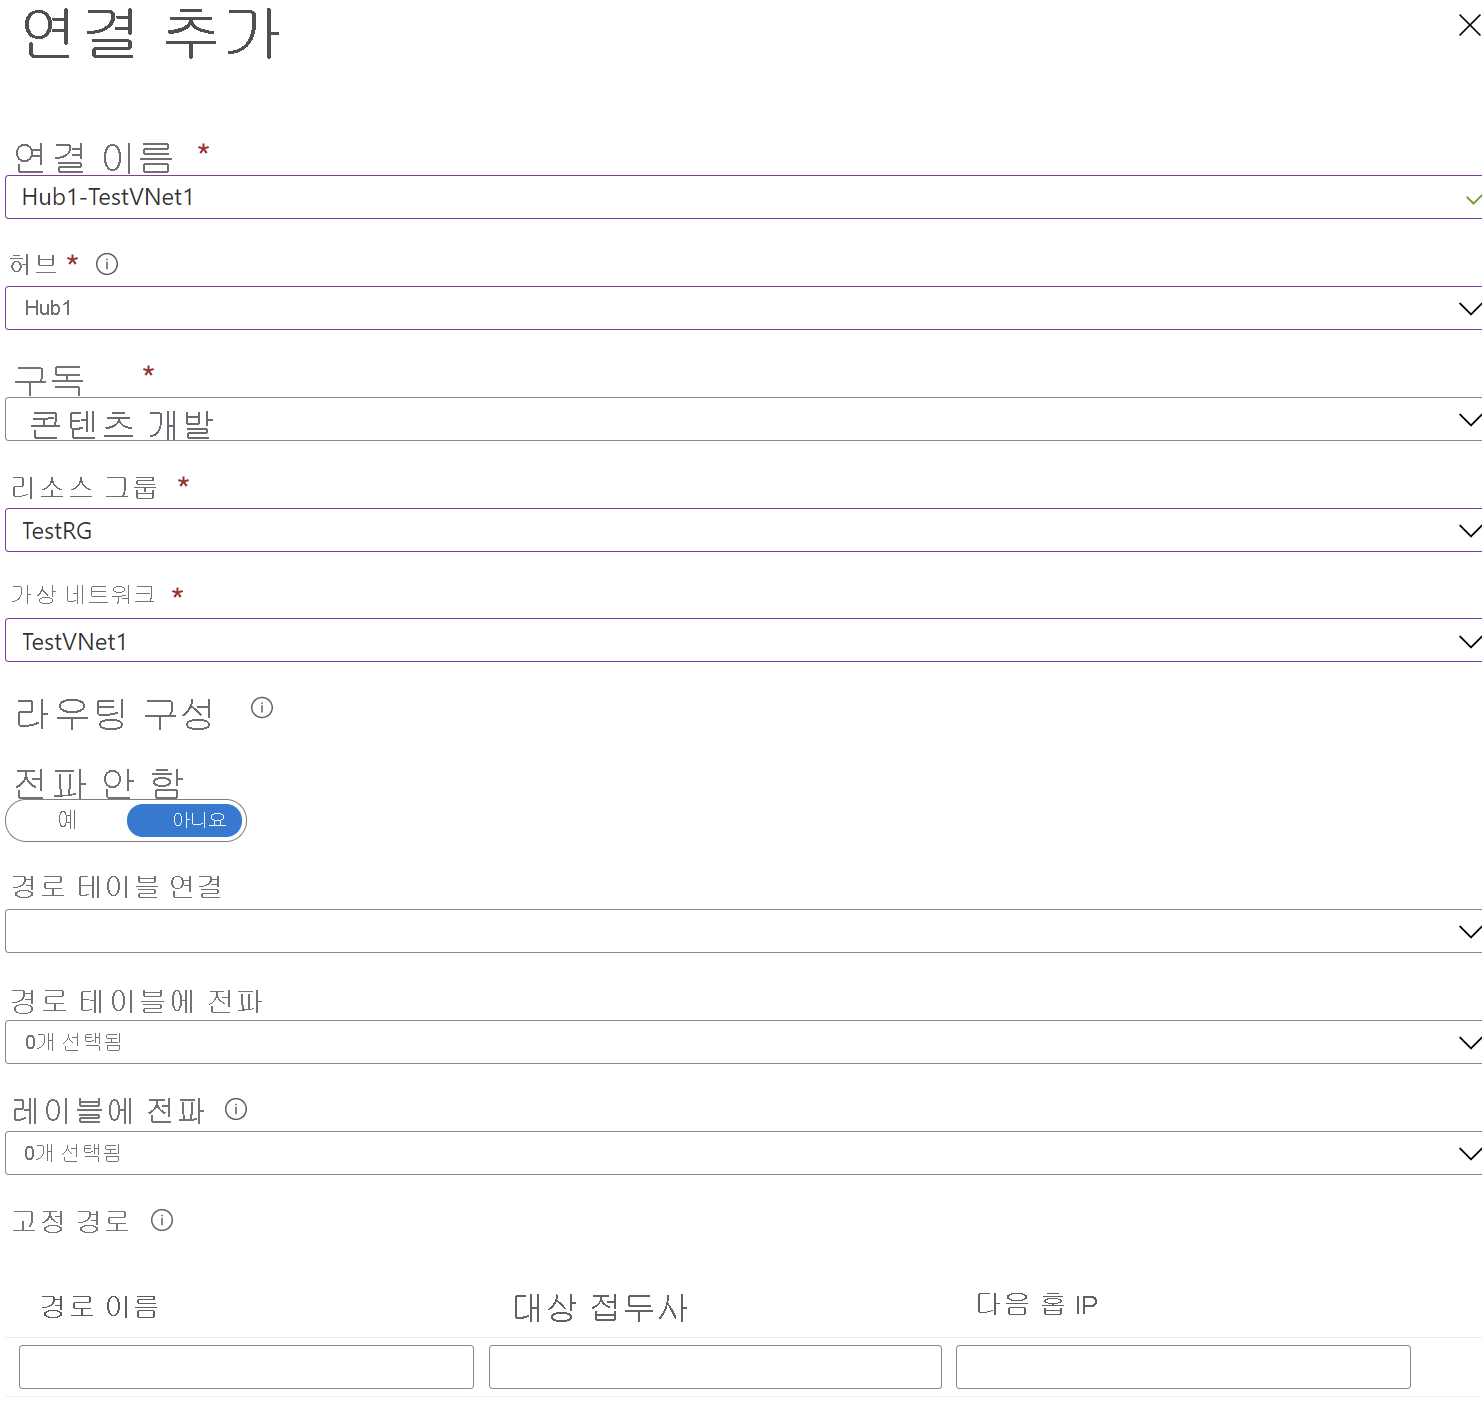 연결 추가
연결 이름 *
Hub1-TestVNet1
허브 *
Hub1
구독 *
콘텐츠 개발
리소스 그룹 *
TestRG
가상 네트워크 *
TestVNet1
라우팅 구성
전파 안 함
예 아니요
경로 테이블 연결
경로 테이블에 전파
0개 선택됨
레이블에 전파
0개 선택됨
고정 경로
경로 이름 대상 접두사 다음 홉 IP